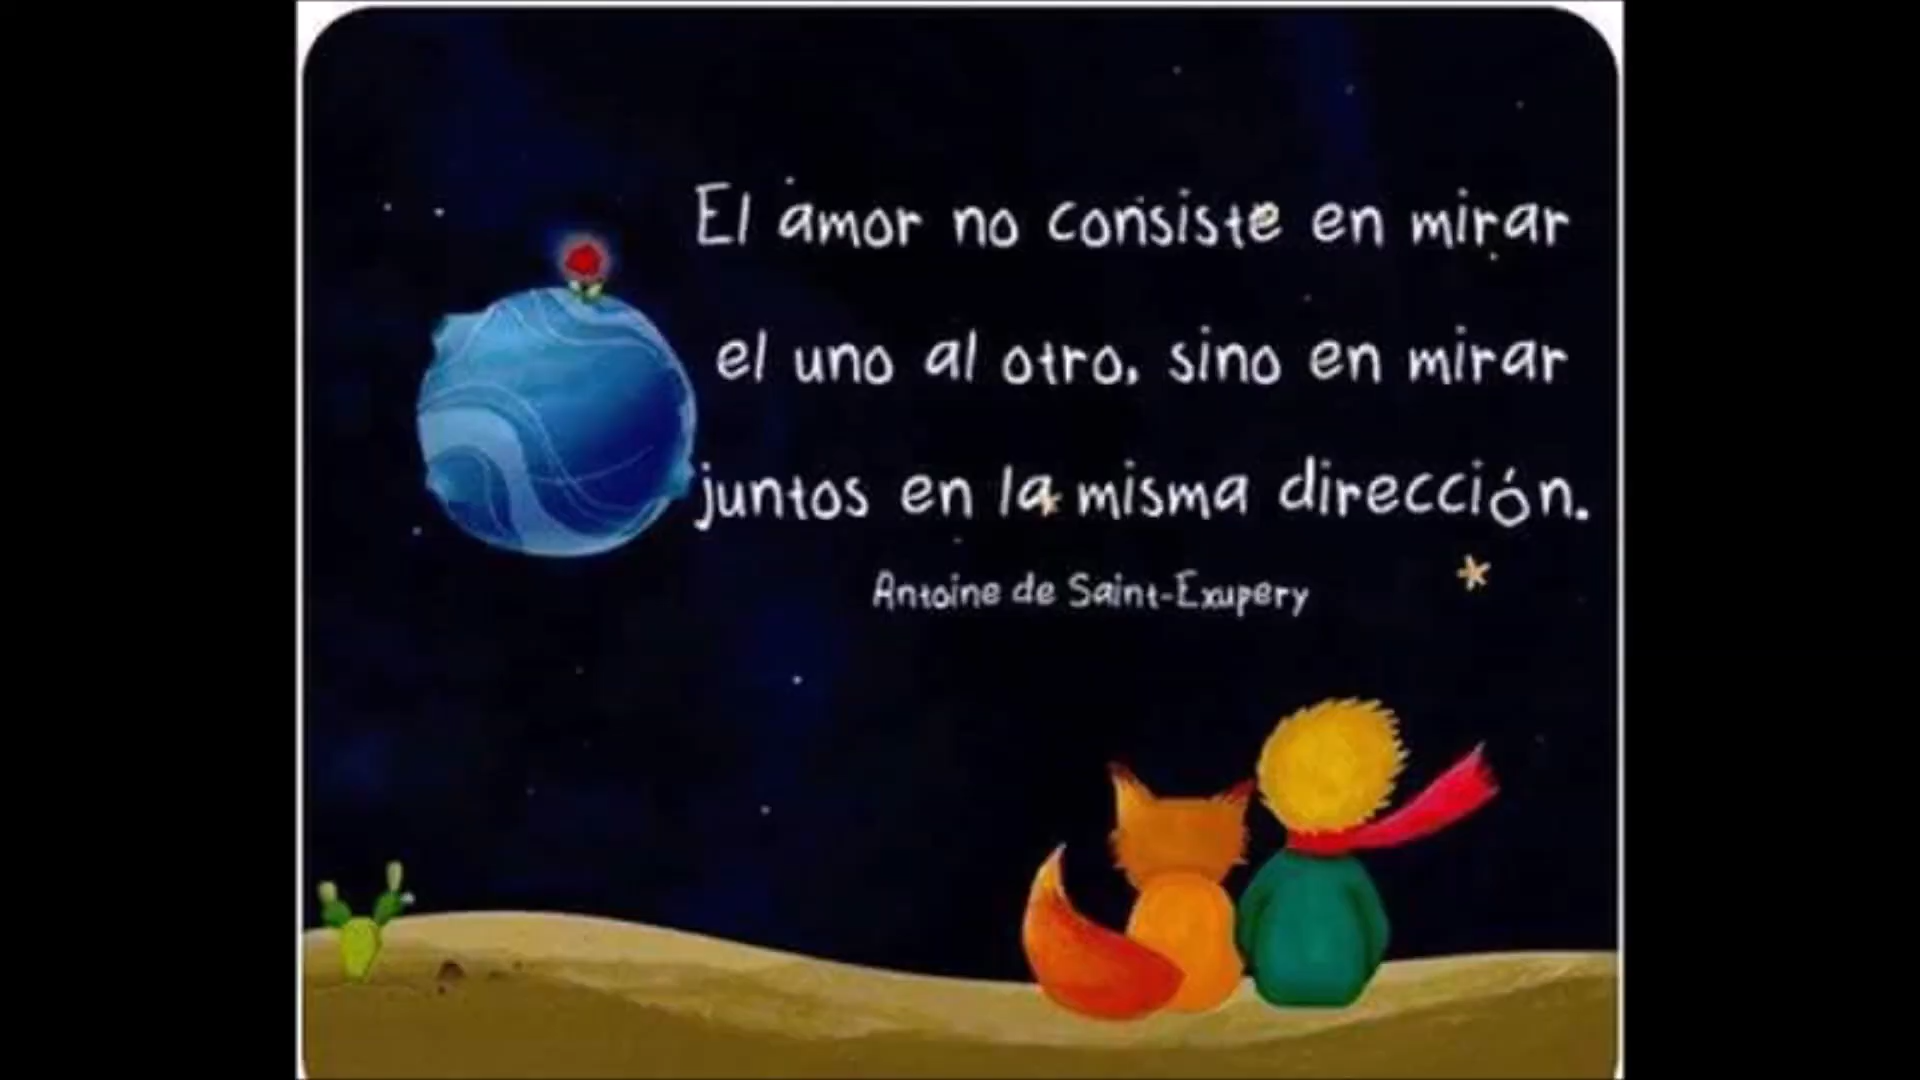 El amor no consiste en mirar
el uno al otro, sino en mirar
juntos en la misma dirección.
Antoine de Saint-Exupery